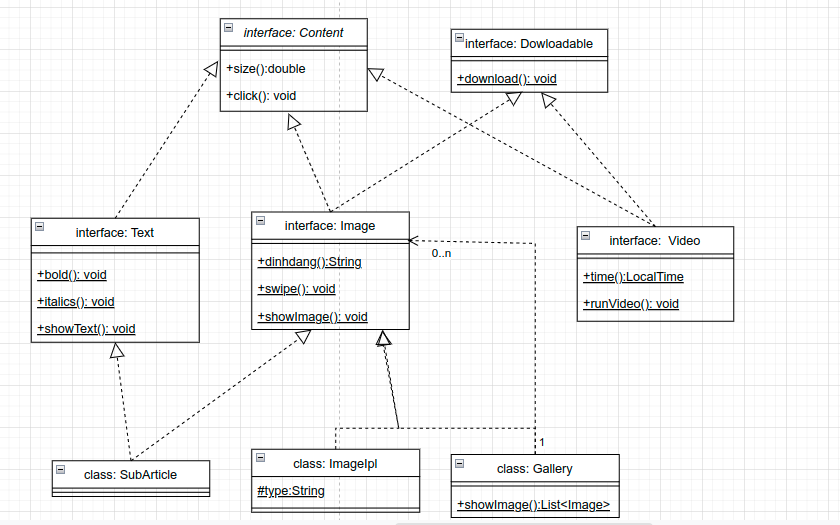 interface: Content
+size():double
+click(): void
interface: Dowloadable
+download(): void
interface: Text
+bold(): void
+italics(): void
+showText(): void
interface: Image
+dinhdang():String
+swipe(): void
+showImage(): void
0..n
interface: Video
+time():LocalTime
+runVideo(): void
class: SubArticle
class: ImageIpl
#type:String
1
class: Gallery
+showImage():List<Image>